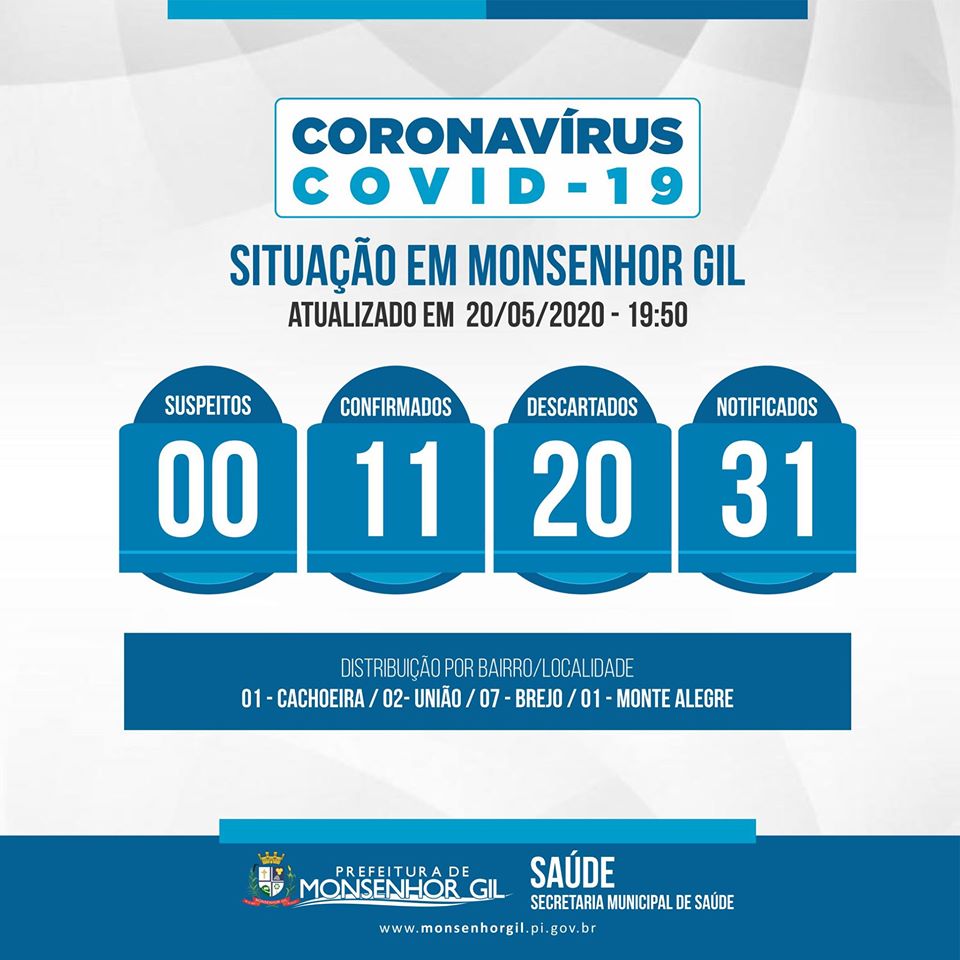 CORONAVÍRUS
COVID-19
SITUAÇÃO EM MONSENHOR GIL
ATUALIZADO EM 20/05/2020 - 19:50
SUSPEITOS
00
CONFIRMADOS
11
DESCARTADOS
20
NOTIFICADOS
31
DISTRIBUIÇÃO POR BAIRRO/LOCALIDADE
01 - CACHOEIRA / 02- UNIÃO / 07 - BREJO / 01 - MONTE ALEGRE
PREFEITURA DE
MONSENHOR GIL
SAÚDE
SECRETARIA MUNICIPAL DE SAÚDE
www.monsenhorgil.pi.gov.br